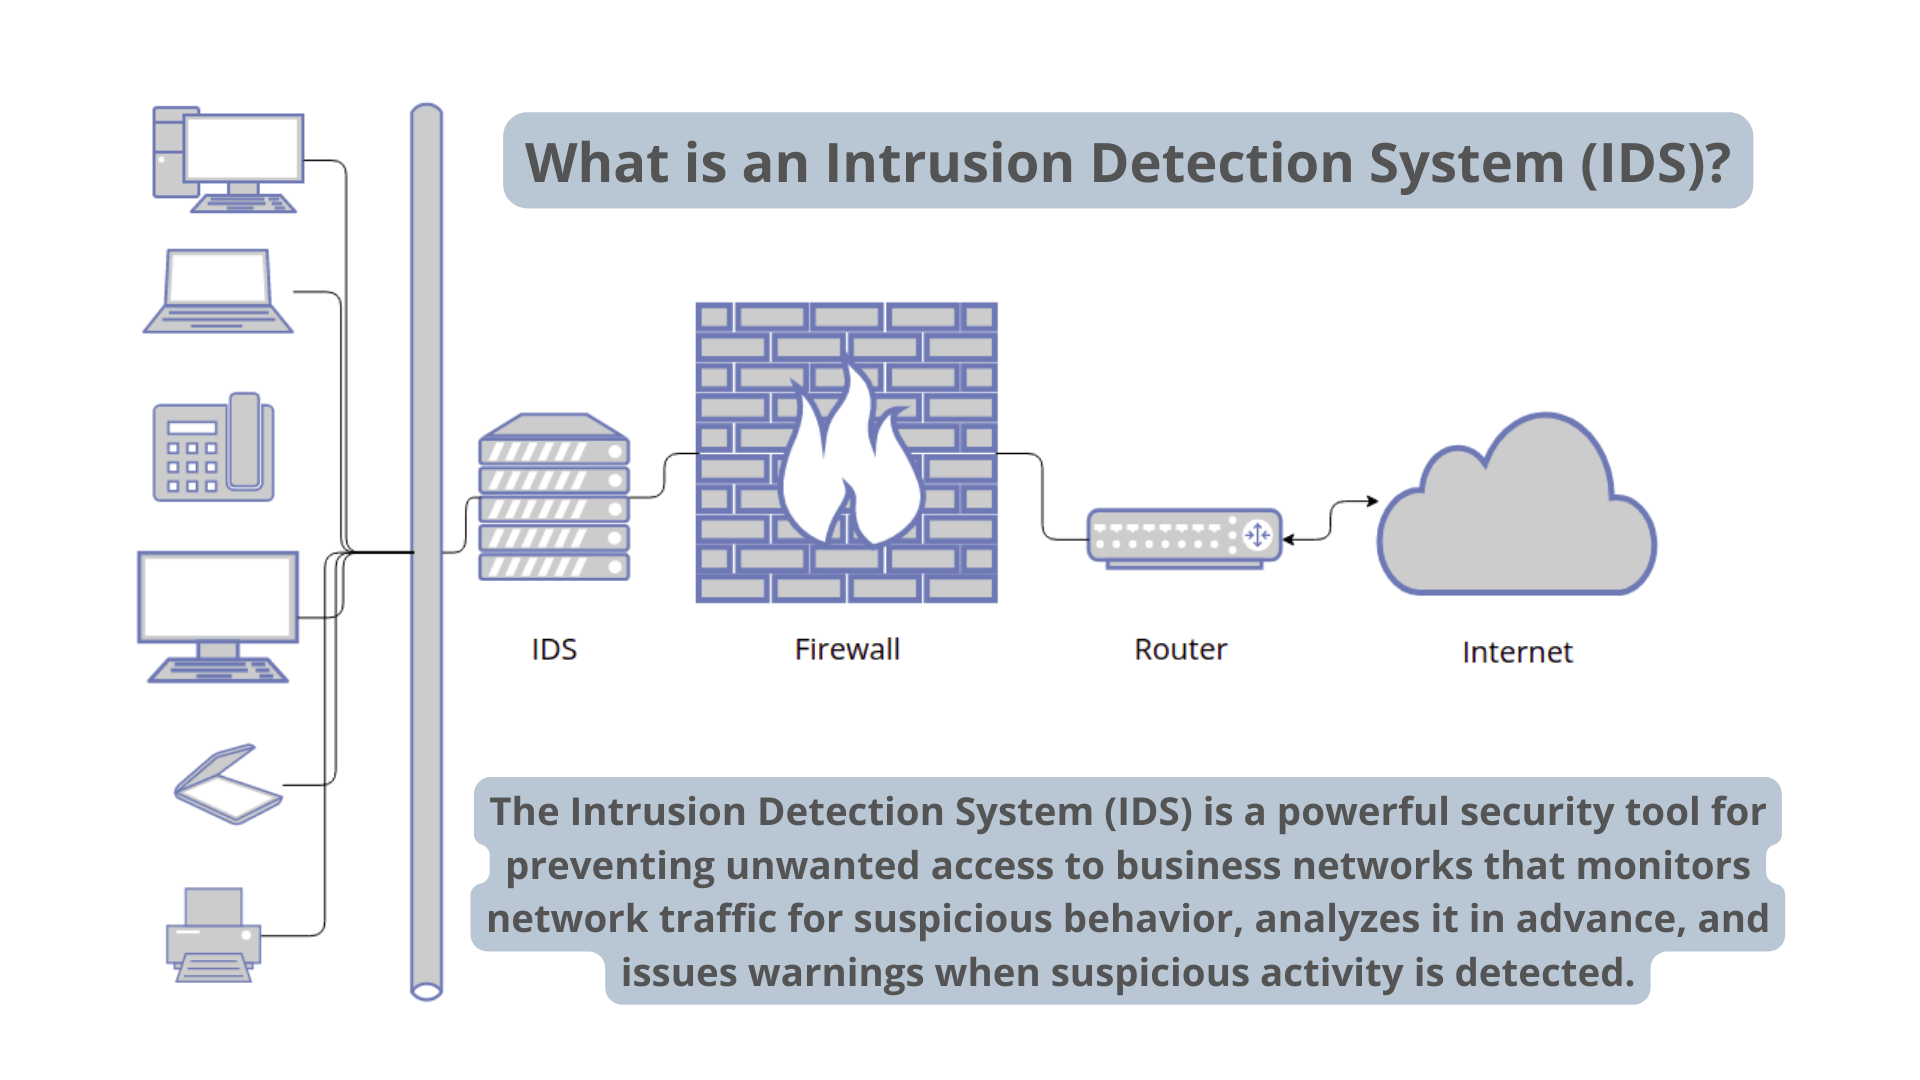 What is an Intrusion Detection System (IDS)?
IDS
Firewall
Router
Internet
The Intrusion Detection System (IDS) is a powerful security tool for
preventing unwanted access to business networks that monitors
network traffic for suspicious behavior, analyzes it in advance, and
issues warnings when suspicious activity is detected.